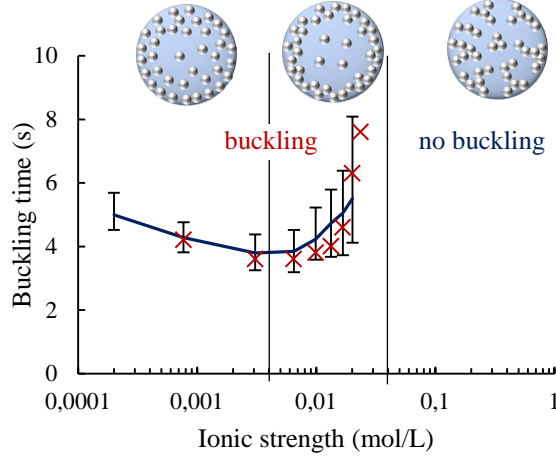 10
8
6
4
2
0
Buckling time (s)
buckling
no buckling
0,0001
0,001
0,01
0,1
1
Ionic strength (mol/L)